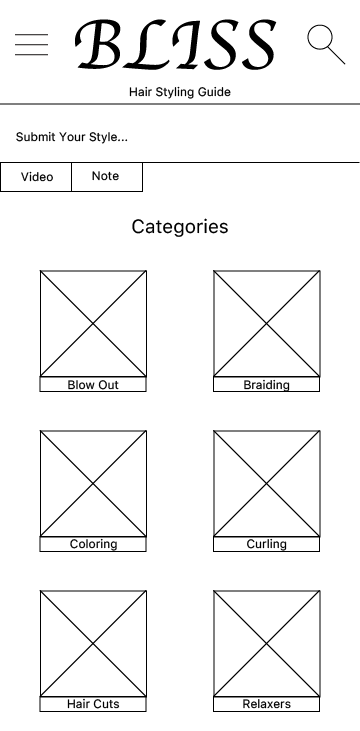 BLISS
Hair Styling Guide
Submit Your Style...
Video Note
Categories
Blow Out Braiding
Coloring Curling
Hair Cuts Relaxers